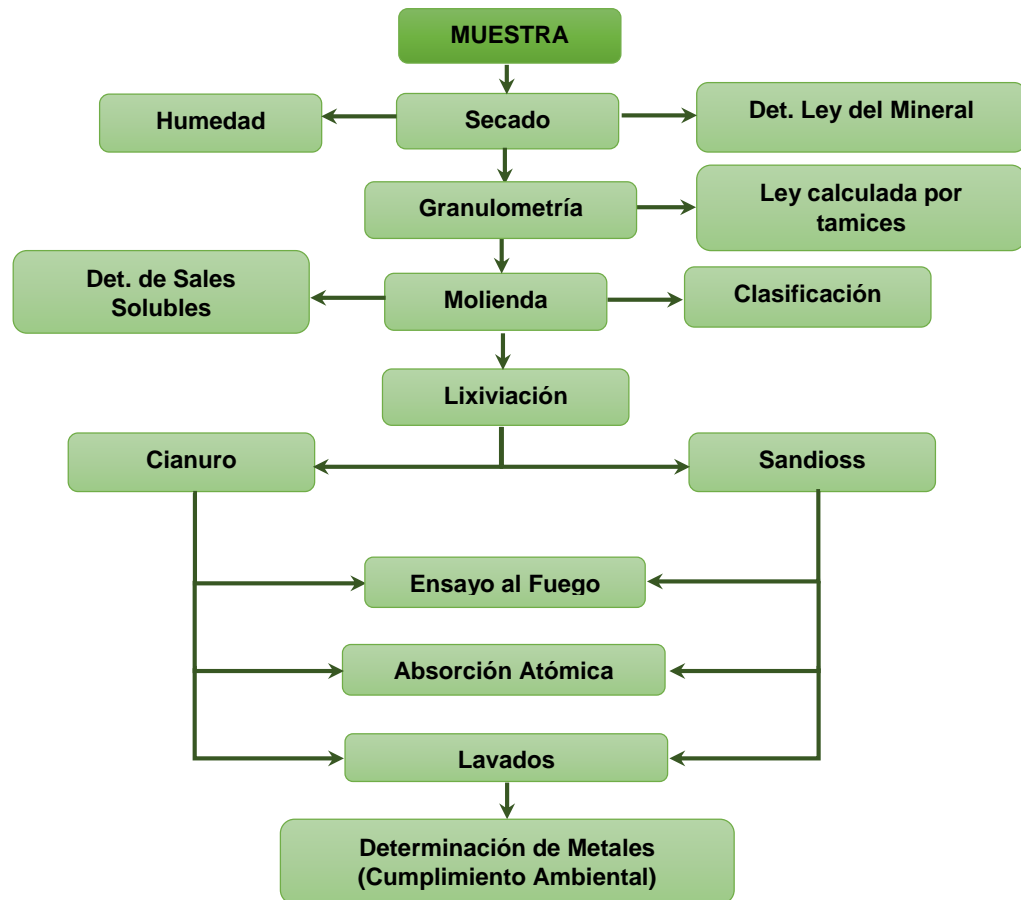 MUESTRA
Humedad
Secado
Det. Ley del Mineral
Granulometría
Ley calculada por
tamices
Det. de Sales
Solubles
Molienda
Clasificación
Lixiviación
Cianuro
Sandioss
Ensayo al Fuego
Absorción Atómica
Lavados
Determinación de Metales
(Cumplimiento Ambiental)